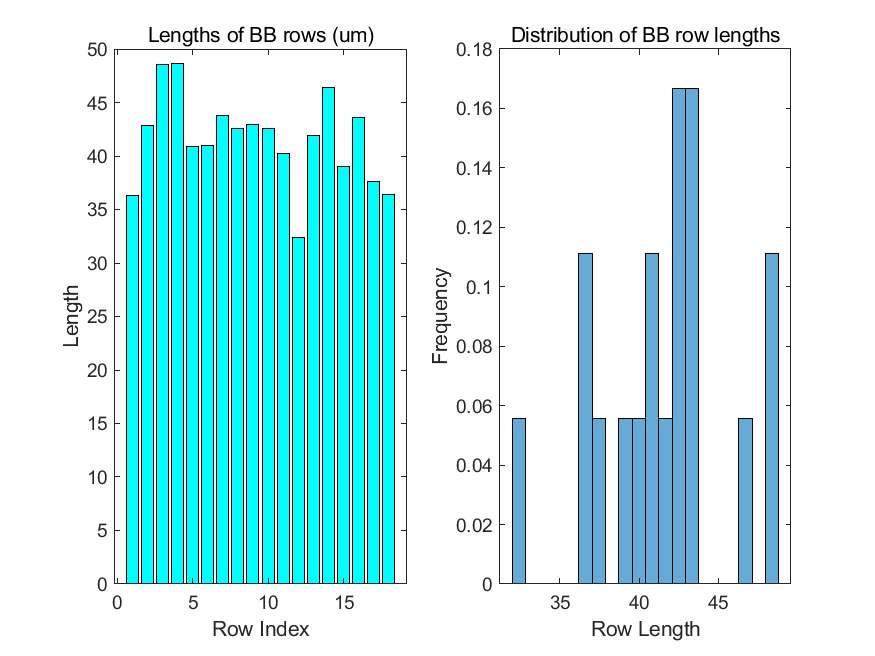 Lengths of BB rows (um)
50
45
40
35
30
25
20
15
10
5
0
Length
0 5 10 15
Row Index
Distribution of BB row lengths
0.18
0.16
0.14
0.12
0.1
0.08
0.06
0.04
0.02
0
Frequency
35 40 45
Row Length